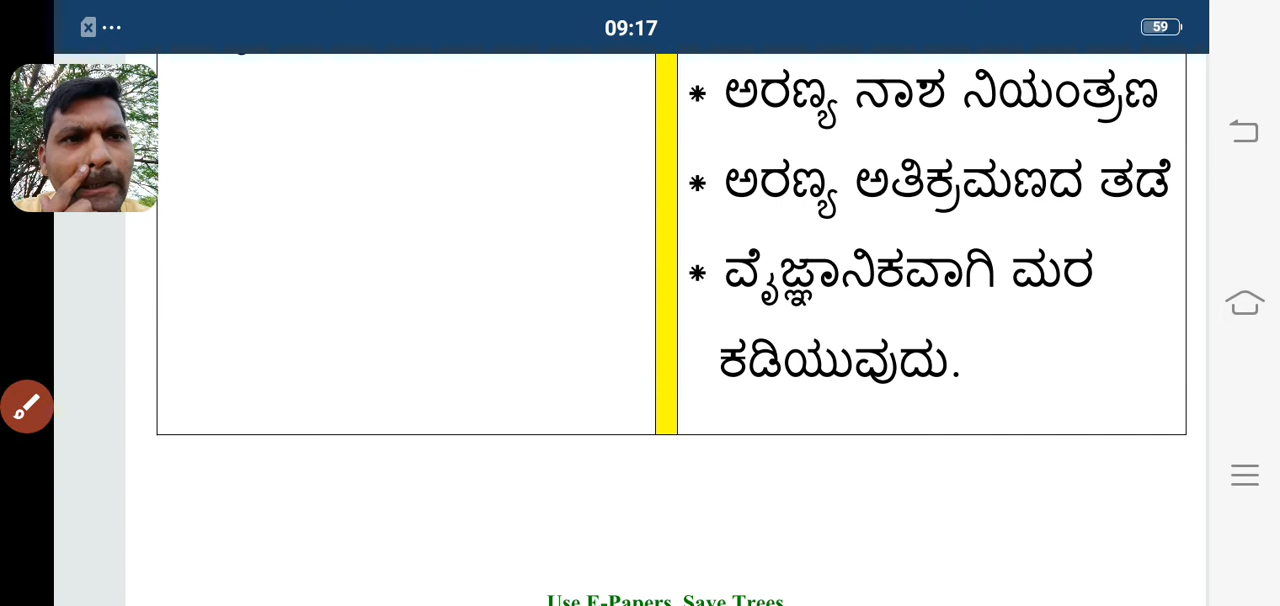 09:17
59
* ಅರಣ್ಯ ನಾಶ ನಿಯಂತ್ರಣ
* ಅರಣ್ಯ ಅತಿಕ್ರಮಣದ ತಡೆ
* ವೈಜ್ಞಾನಿಕವಾಗಿ ಮರ
ಕಡಿಯುವುದು.
Use E-Papers, Save Trees